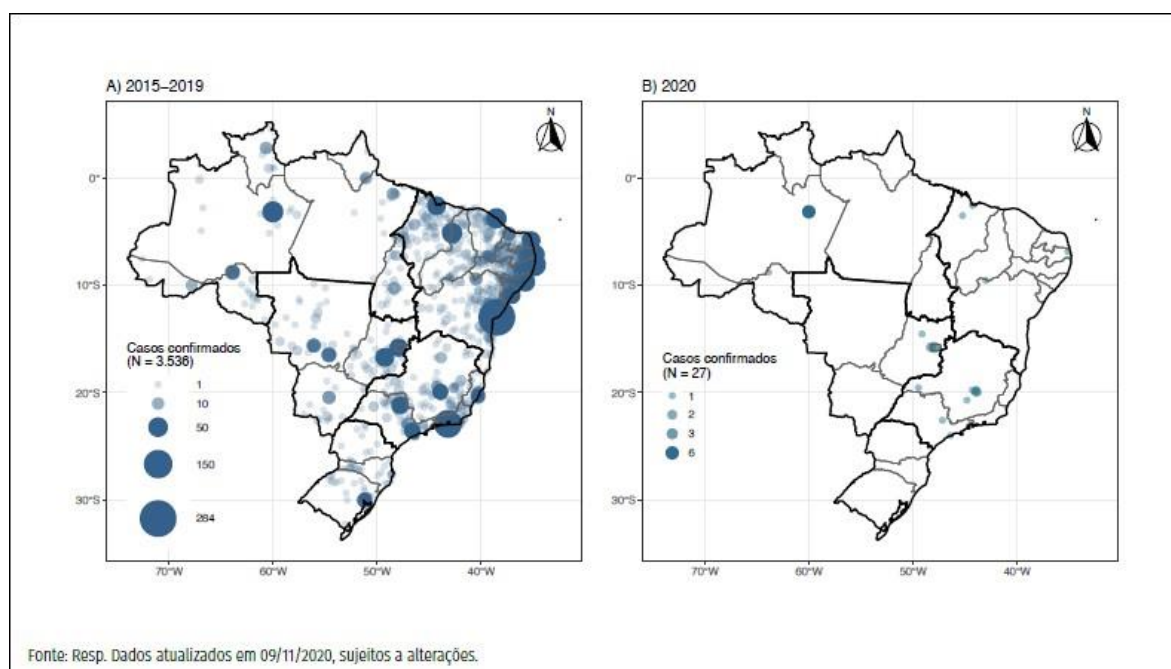 A) 2015–2019
N
0°
10°S
20°S
30°S
70°W
60°W
50°W
40°W
Casos confirmados
(N = 3.536)
1
10
50
150
284
B) 2020
N
0°
10°S
20°S
30°S
70°W
60°W
50°W
40°W
Casos confirmados
(N = 27)
1
2
3
6
Fonte: Resp. Dados atualizados em 09/11/2020, sujeitos a alterações.